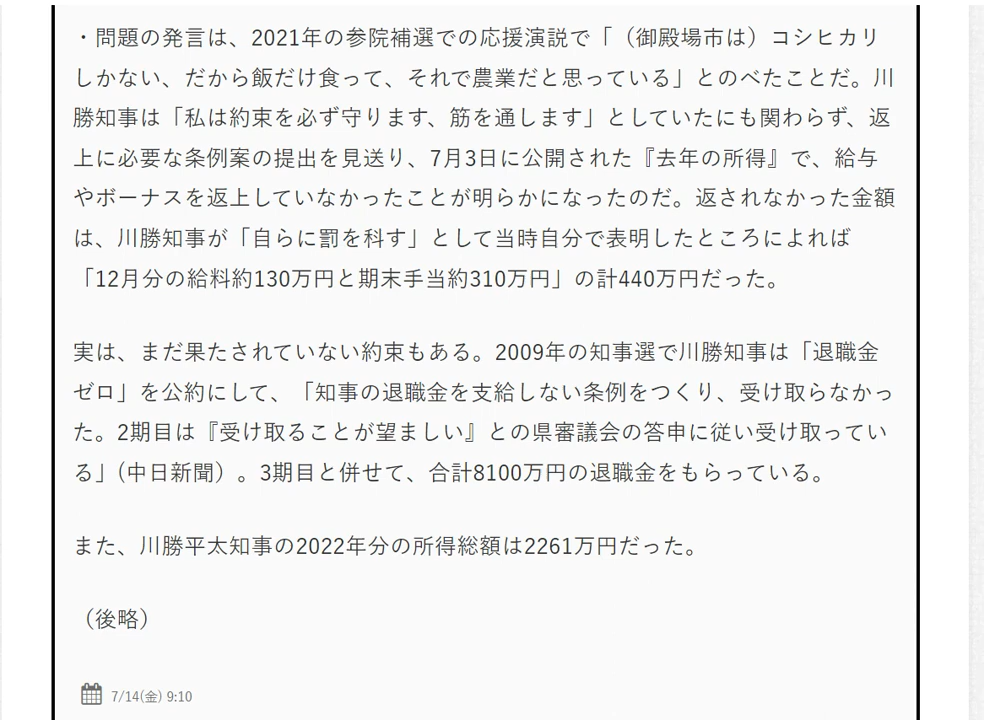 ・問題の発言は、2021年の参院補選での応援演説で「（御殿場市は）コシヒカリ
しかない、だから飯だけ食って、それで農業だと思っている」とのべたことだ。川
勝知事は「私は約束を必ず守ります、筋を通します」としていたにも関わらず、返
上に必要な条例案の提出を見送り、7月3日に公開された『去年の所得』で、給与
やボーナスを返上していなかったことが明らかになったのだ。返されなかった金額
は、川勝知事が「自らに罰を科す」として当時自分で表明したところによれば
「12月分の給料約130万円と期末手当約310万円」の計440万円だった。
実は、まだ果たされていない約束もある。2009年の知事選で川勝知事は「退職金
ゼロ」を公約にして、「知事の退職金を支給しない条例をつくり、受け取らなかっ
た。2期目は『受け取ることが望ましい』との県審議会の答申に従い受け取ってい
る」（中日新聞）。3期目と併せて、合計8100万円の退職金をもらっている。
また、川勝平太知事の2022年分の所得総額は2261万円だった。
（後略）
7/14(金) 9:10